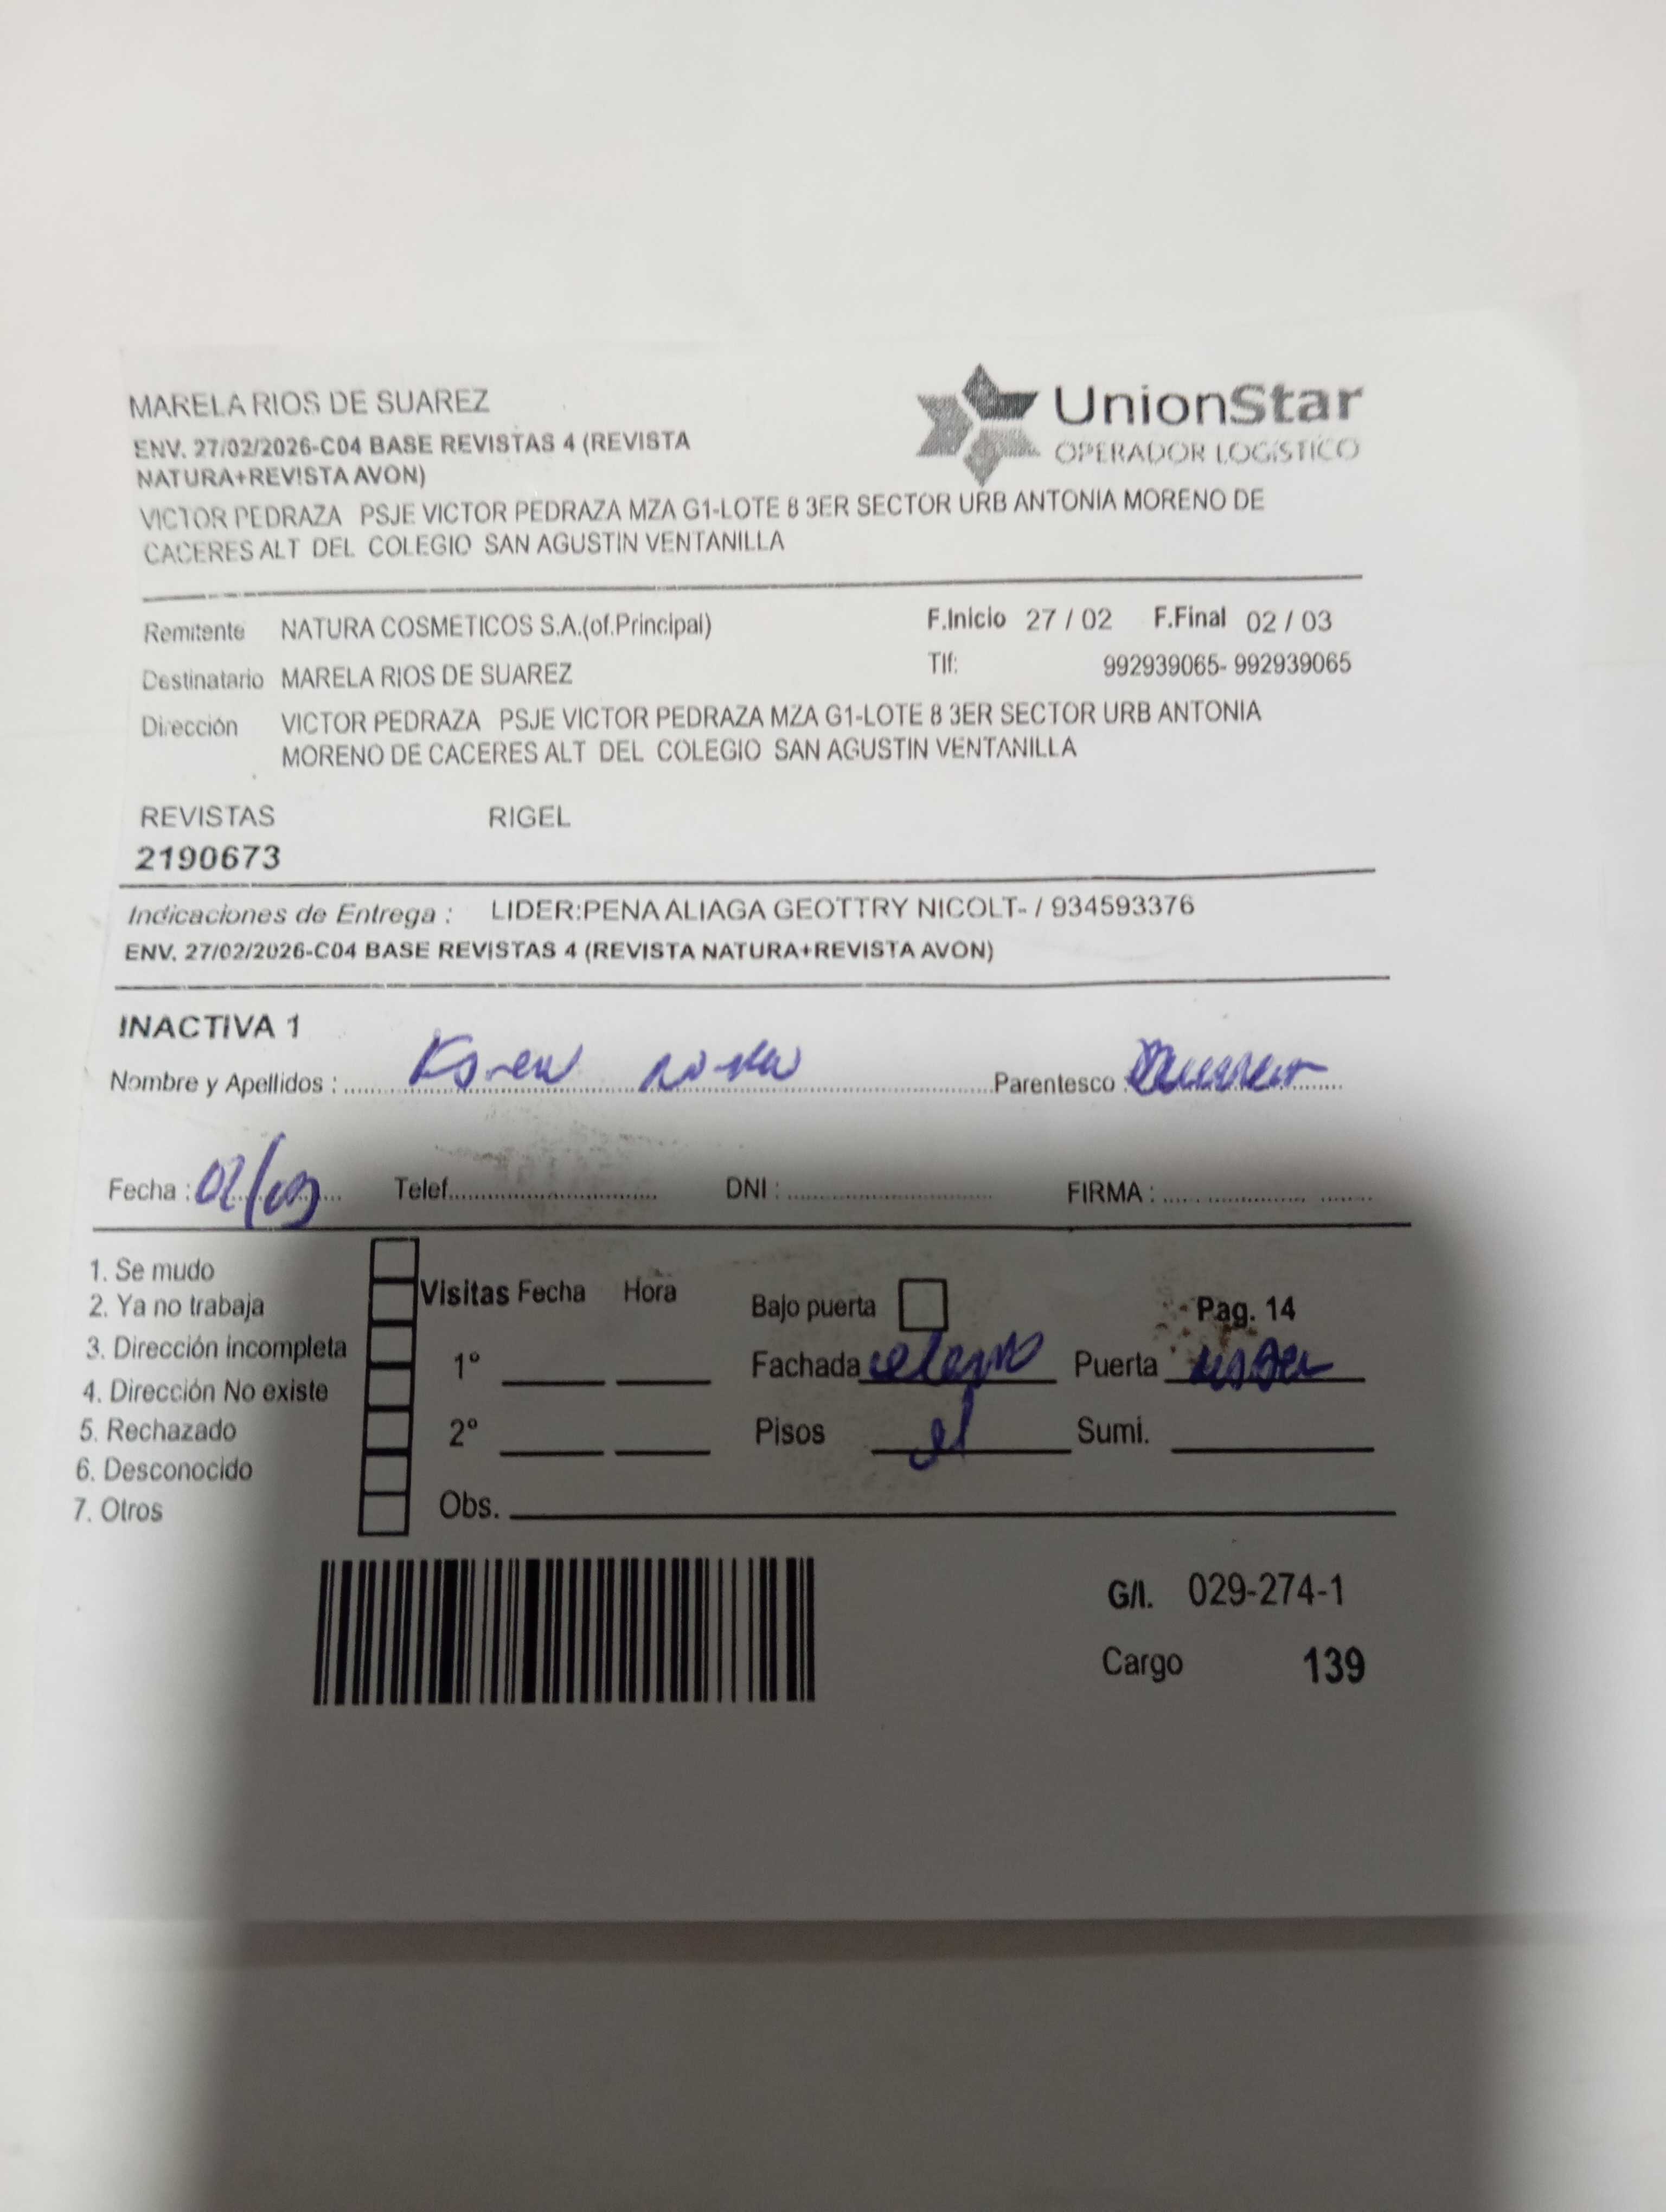 MARELA RIOS DE SUAREZ
UnionStar
OPERADOR LOGÍSTICO
ENV. 27/02/2026-C04 BASE REVISTAS 4 (REVISTA
NATURA+REVISTA AVON)
VICTOR PEDRAZA PSJE VICTOR PEDRAZA MZA G1-LOTE 8 3ER SECTOR URB ANTONIA MORENO DE
CACERES ALT DEL COLEGIO SAN AGUSTIN VENTANILLA
Remitente NATURA COSMETICOS S.A.(of.Principal) F.Inicio 27 / 02 F.Final 02 / 03
Destinatario MARELA RIOS DE SUAREZ Tlf: 992939065- 992939065
Dirección VICTOR PEDRAZA PSJE VICTOR PEDRAZA MZA G1-LOTE 8 3ER SECTOR URB ANTONIA
MORENO DE CACERES ALT DEL COLEGIO SAN AGUSTIN VENTANILLA
REVISTAS RIGEL
2190673
Indicaciones de Entrega : LIDER:PENA ALIAGA GEOTTRY NICOLT- / 934593376
ENV. 27/02/2026-C04 BASE REVISTAS 4 (REVISTA NATURA+REVISTA AVON)
INACTIVA 1
Nombre y Apellidos : Parentesco :
Fecha : 02/03 Telef. DNI : FIRMA :
1. Se mudo
2. Ya no trabaja
3. Dirección incompleta
4. Dirección No existe
5. Rechazado
6. Desconocido
7. Otros
Visitas Fecha Hora Bajo puerta Pag. 14
1º Fachada Puerta
2º Pisos Sumi.
Obs.
G/I. 029-274-1
Cargo 139